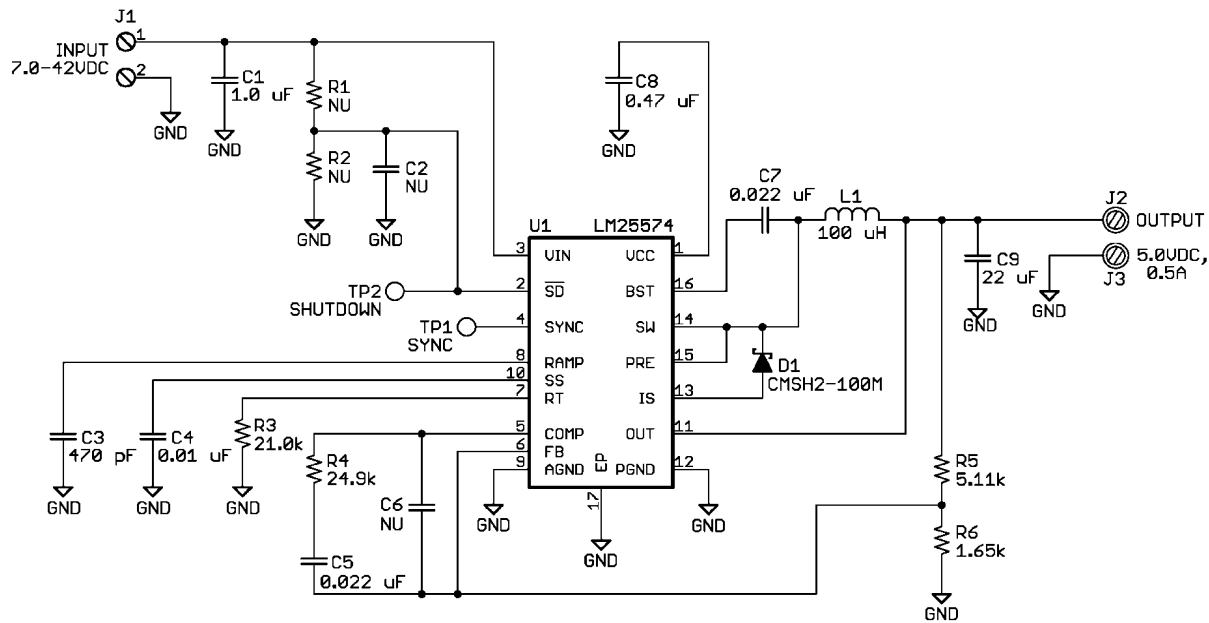 J1
1
INPUT
7.0-42VDC
2
GND
C1
1.0 uF
GND
R1
NU
R2
NU
GND
C2
NU
GND
C8
0.47 uF
GND
C7
0.022 uF
L1
100 uH
J2
OUTPUT
J3
5.0VDC,
0.5A
GND
C9
22 uF
GND
U1
LM25574
3
VIN
VCC
1
TP2
SHUTDOWN
2
SD
BST
16
TP1
SYNC
4
SYNC
SW
14
8
RAMP
PRE
15
10
SS
7
RT
IS
13
D1
CMSH2-100M
5
COMP
OUT
11
6
FB
9
AGND
EP
PGND
12
17
GND
GND
GND
C3
470 pF
GND
C4
0.01 uF
GND
R3
21.0k
GND
R4
24.9k
C6
NU
C5
0.022 uF
R5
5.11k
R6
1.65k
GND